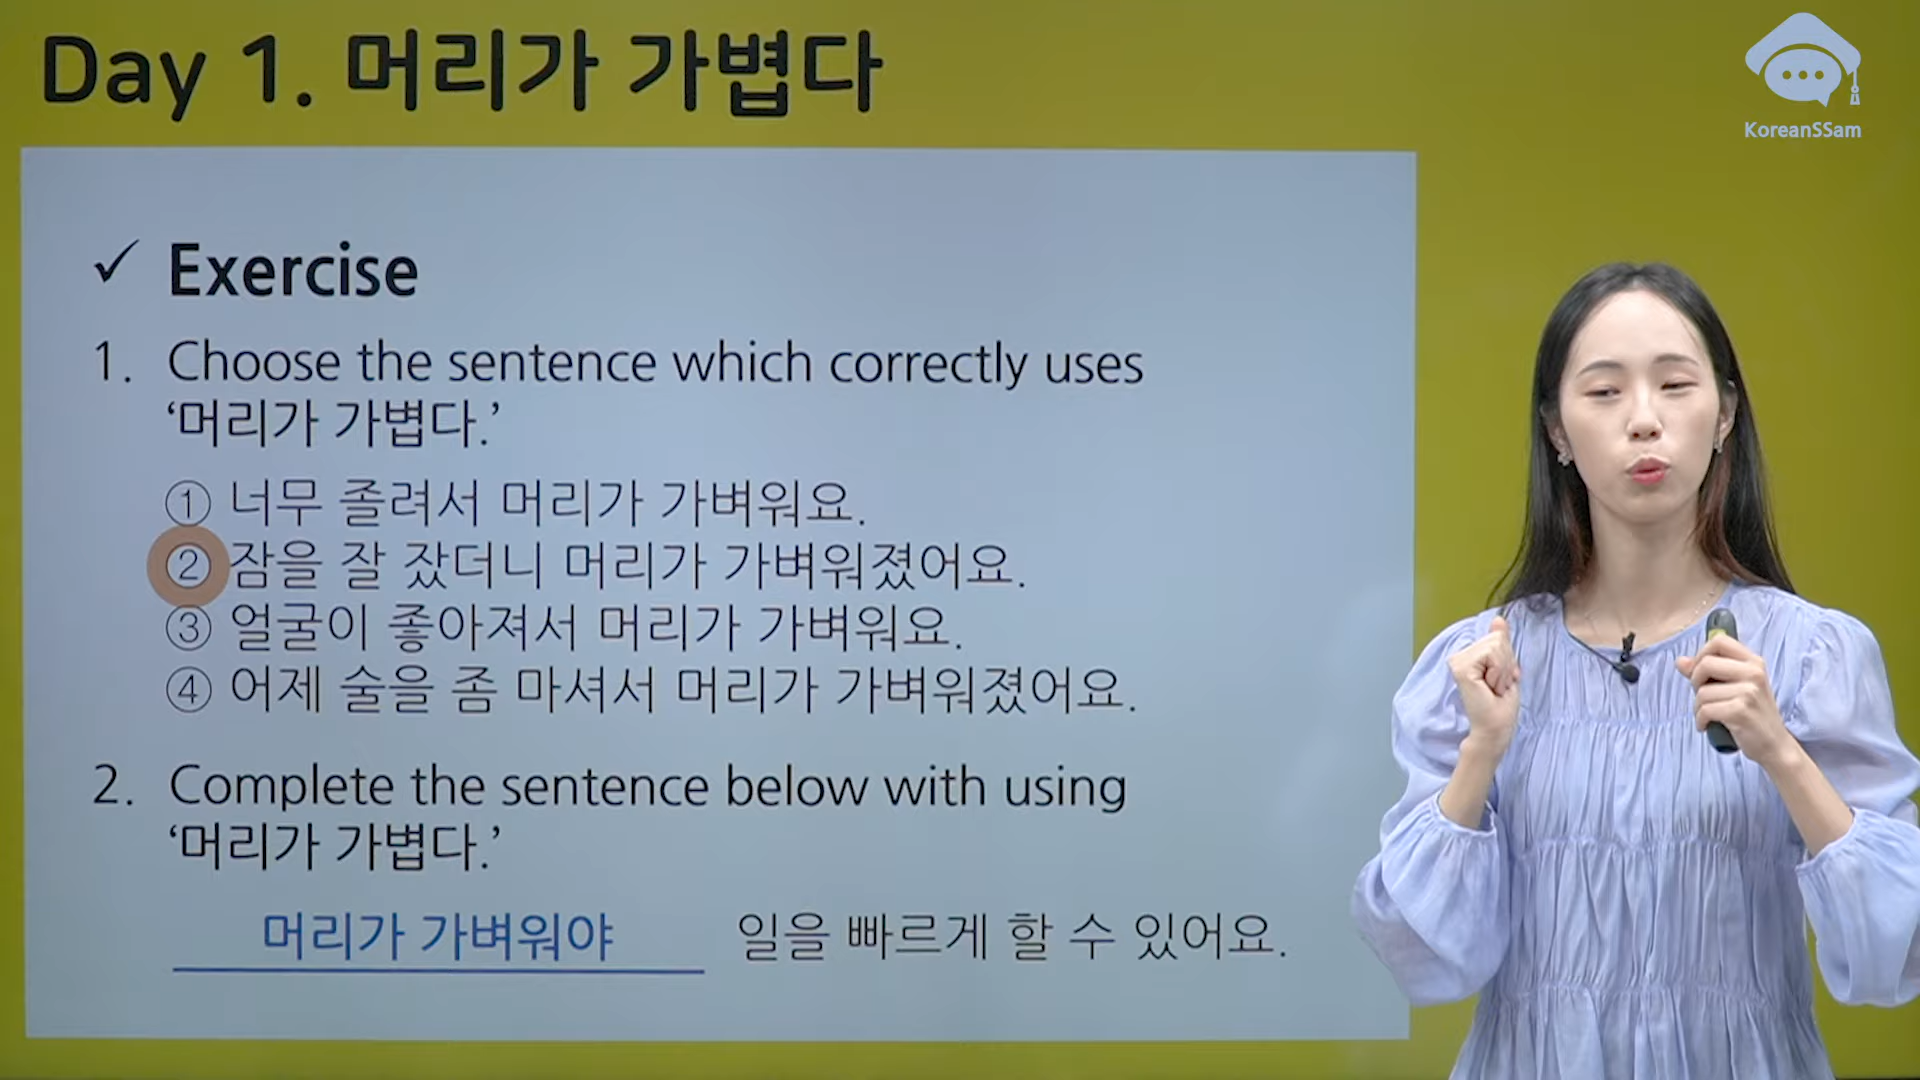 Day 1. 머리가 가볍다
KoreanSSam
✓ Exercise
1. Choose the sentence which correctly uses
‘머리가 가볍다.’
① 너무 졸려서 머리가 가벼워요.
② 잠을 잘 잤더니 머리가 가벼워졌어요.
③ 얼굴이 좋아져서 머리가 가벼워요.
④ 어제 술을 좀 마셔서 머리가 가벼워졌어요.
2. Complete the sentence below with using
‘머리가 가볍다.’
머리가 가벼워야 일을 빠르게 할 수 있어요.